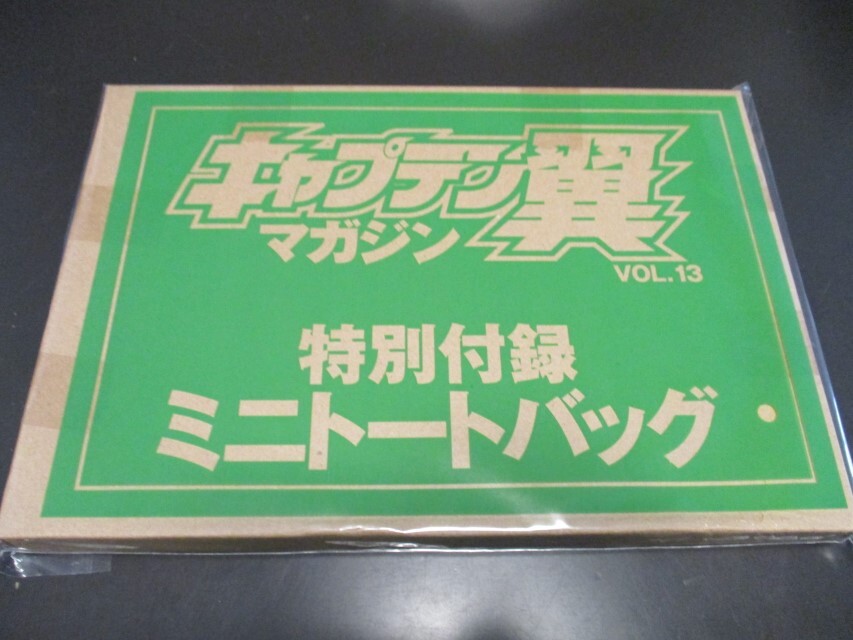 キャプテン翼
マガジン
VOL.13
特別付録
ミニトートバッグ